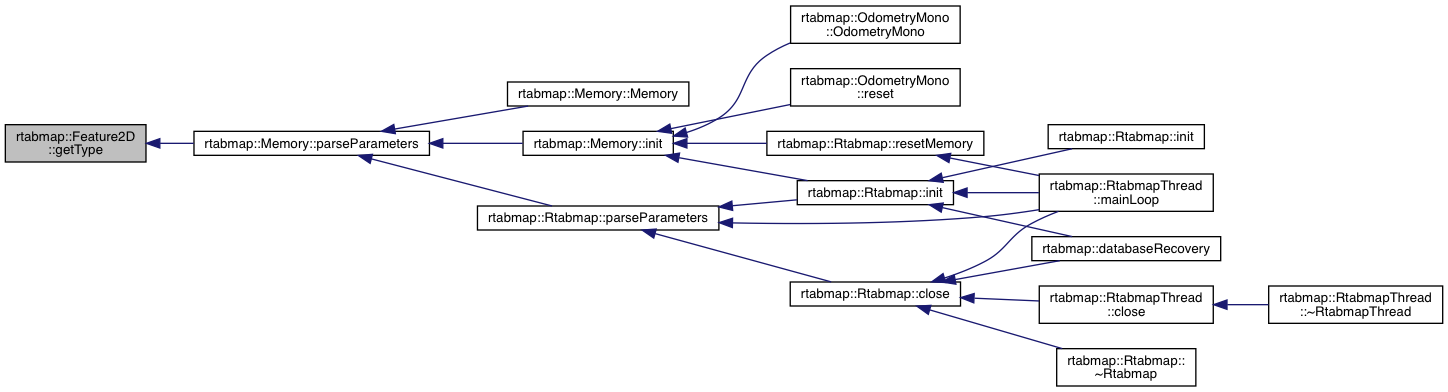 rtabmap::Feature2D
::getType
rtabmap::Memory::parseParameters
rtabmap::Memory::Memory
rtabmap::Memory::init
rtabmap::Rtabmap::parseParameters
rtabmap::OdometryMono
::OdometryMono
rtabmap::OdometryMono
::reset
rtabmap::Rtabmap::resetMemory
rtabmap::Rtabmap::init
rtabmap::Rtabmap::close
rtabmap::Rtabmap::init
rtabmap::RtabmapThread
::mainLoop
rtabmap::databaseRecovery
rtabmap::RtabmapThread
::close
rtabmap::Rtabmap::
~Rtabmap
rtabmap::RtabmapThread
::~RtabmapThread